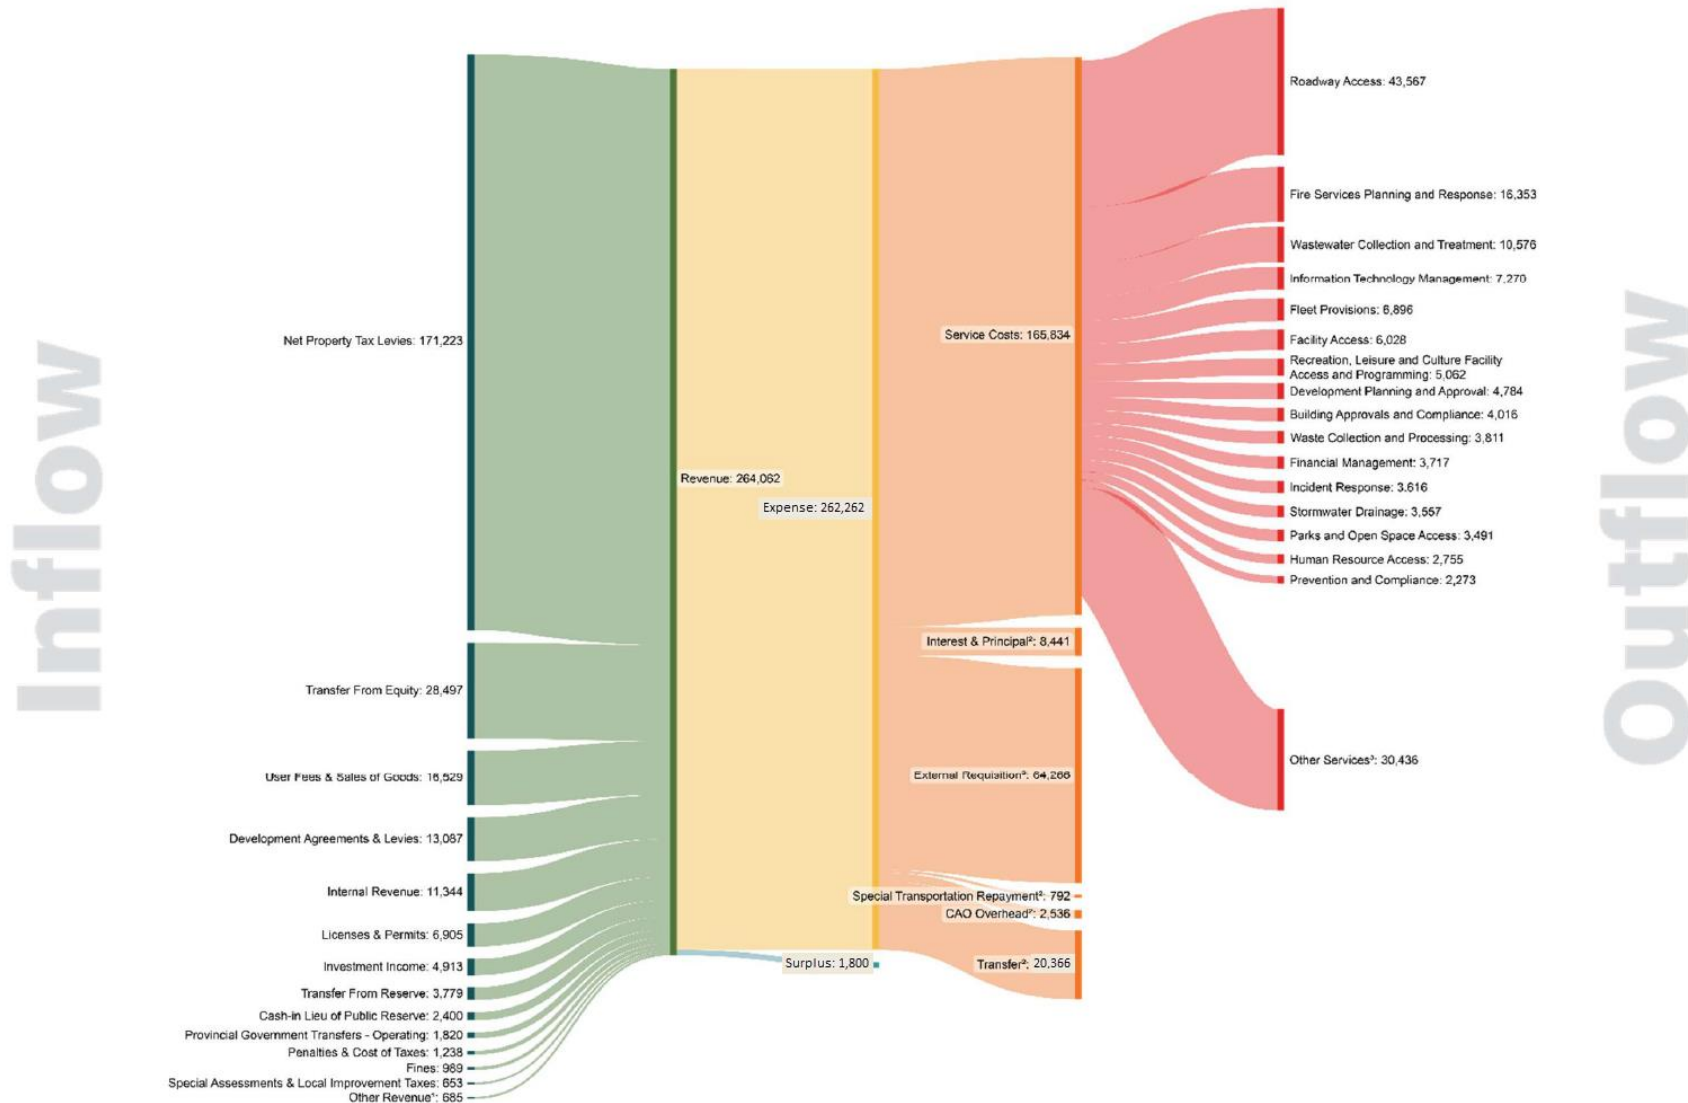 Inflow
Net Property Tax Levies: 171,223
Transfer From Equity: 28,497
User Fees & Sales of Goods: 16,529
Development Agreements & Levies: 13,087
Internal Revenue: 11,344
Licenses & Permits: 6,905
Investment Income: 4,913
Transfer From Reserve: 3,779
Cash-in Lieu of Public Reserve: 2,400
Provincial Government Transfers - Operating: 1,820
Penalties & Cost of Taxes: 1,238
Fines: 989
Special Assessments & Local Improvement Taxes: 653
Other Revenue¹: 685
Revenue: 264,062
Expense: 262,262
Surplus: 1,800
Service Costs: 165,834
Interest & Principal²: 8,441
External Requisition²: 64,266
Special Transportation Repayment²: 792
CAO Overhead²: 2,536
Transfer²: 20,366
Roadway Access: 43,567
Fire Services Planning and Response: 16,353
Wastewater Collection and Treatment: 10,576
Information Technology Management: 7,270
Fleet Provisions: 6,896
Facility Access: 6,028
Recreation, Leisure and Culture Facility
Access and Programming: 5,062
Development Planning and Approval: 4,784
Building Approvals and Compliance: 4,016
Waste Collection and Processing: 3,811
Financial Management: 3,717
Incident Response: 3,616
Stormwater Drainage: 3,557
Parks and Open Space Access: 3,491
Human Resource Access: 2,755
Prevention and Compliance: 2,273
Other Services³: 30,436
Outflow